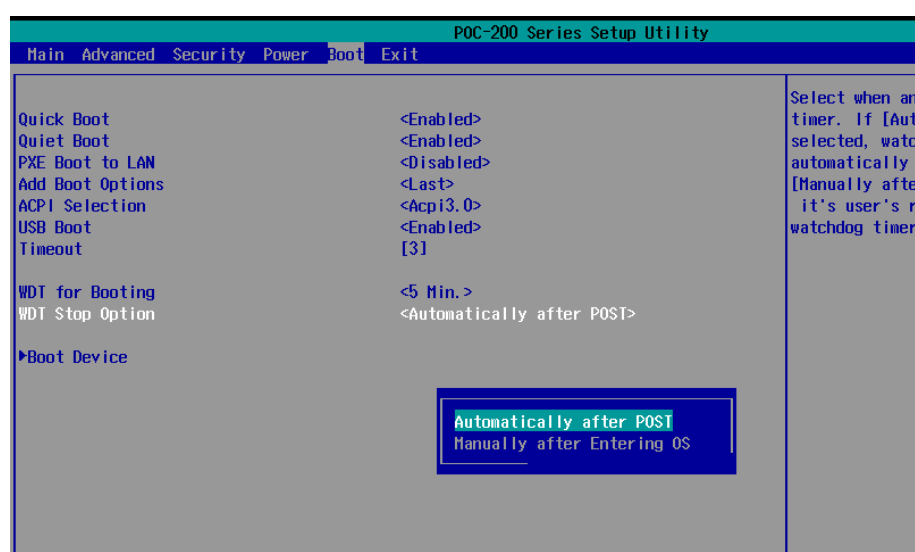 POC-200 Series Setup Utility
Main Advanced Security Power Boot Exit
Quick Boot <Enabled>
Quiet Boot <Enabled>
PXE Boot to LAN <Disabled>
Add Boot Options <Last>
ACPI Selection <Acpi3.0>
USB Boot <Enabled>
Timeout [3]
WDT for Booting <5 Min.>
WDT Stop Option <Automatically after POST>
Boot Device
Automatically after POST
Manually after Entering OS
Select when an
timer. If [Aut
selected, watc
automatically
[Manually afte
it's user's r
watchdog timer